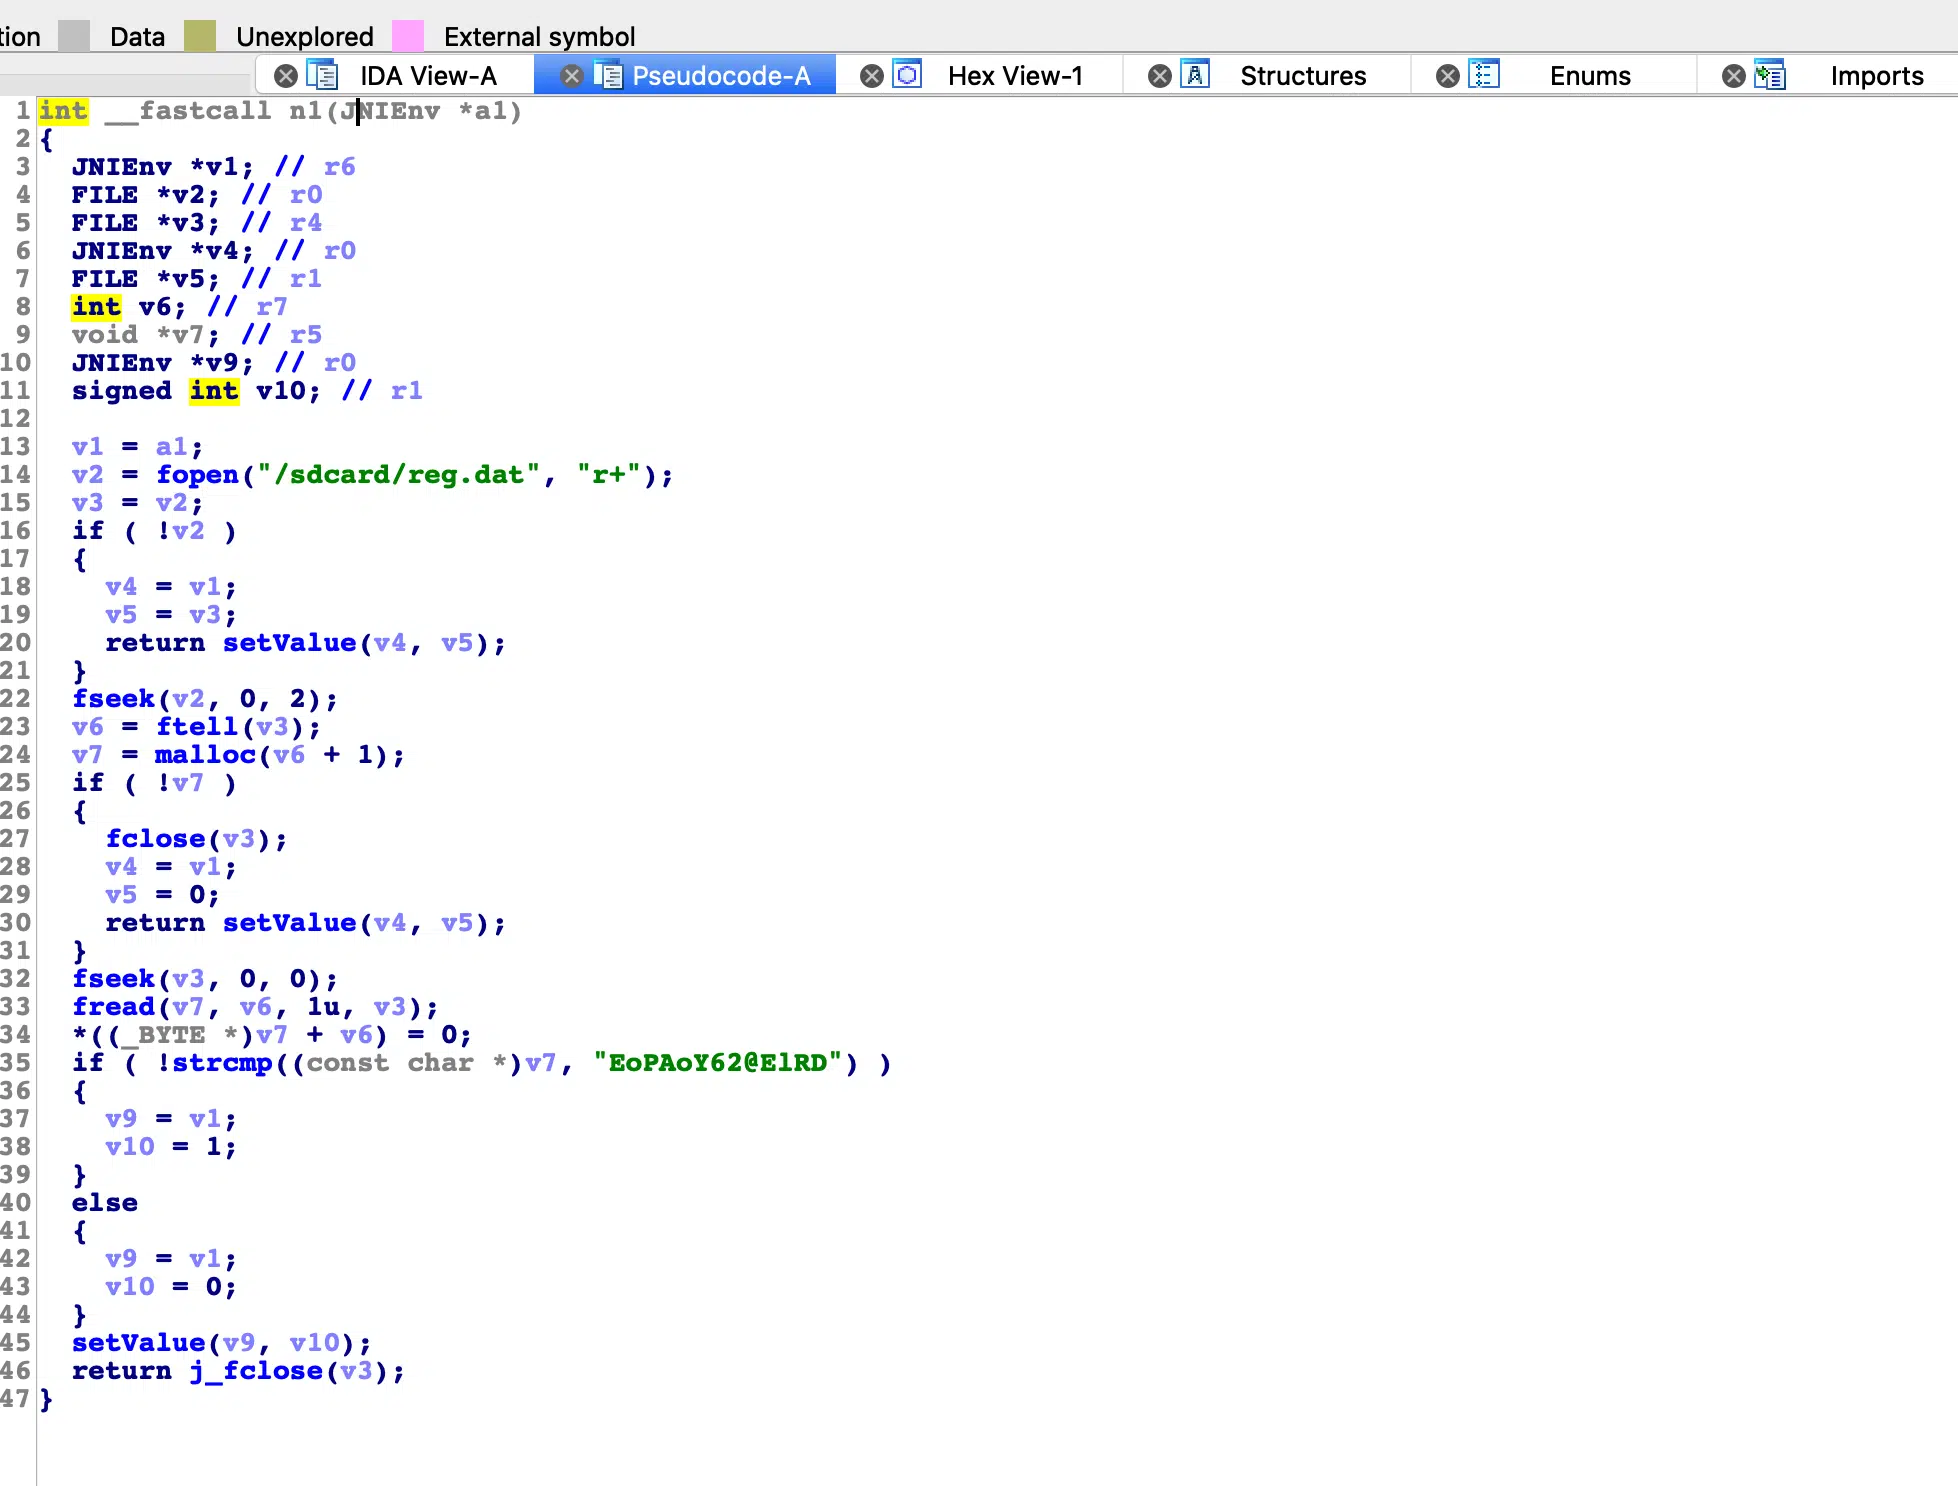 tion Data Unexplored External symbol
IDA View-A Pseudocode-A Hex View-1 Structures Enums Imports
1 int __fastcall n1(JNIEnv *a1)
2 {
3   JNIEnv *v1; // r6
4   FILE *v2; // r0
5   FILE *v3; // r4
6   JNIEnv *v4; // r0
7   FILE *v5; // r1
8   int v6; // r7
9   void *v7; // r5
10   JNIEnv *v9; // r0
11   signed int v10; // r1
12
13   v1 = a1;
14   v2 = fopen("/sdcard/reg.dat", "r+");
15   v3 = v2;
16   if ( !v2 )
17   {
18     v4 = v1;
19     v5 = v3;
20     return setValue(v4, v5);
21   }
22   fseek(v2, 0, 2);
23   v6 = ftell(v3);
24   v7 = malloc(v6 + 1);
25   if ( !v7 )
26   {
27     fclose(v3);
28     v4 = v1;
29     v5 = 0;
30     return setValue(v4, v5);
31   }
32   fseek(v3, 0, 0);
33   fread(v7, v6, 1u, v3);
34   *((_BYTE *)v7 + v6) = 0;
35   if ( !strcmp((const char *)v7, "EoPAoY62@ElRD") )
36   {
37     v9 = v1;
38     v10 = 1;
39   }
40   else
41   {
42     v9 = v1;
43     v10 = 0;
44   }
45   setValue(v9, v10);
46   return j_fclose(v3);
47 }